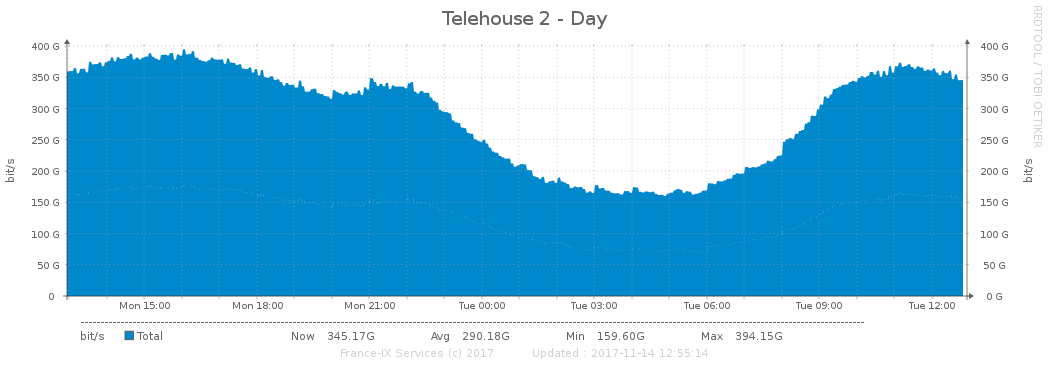 Telehouse 2 - Day
RRDTOOL / TOBI OETIKER
bit/s
400 G 400 G
350 G 350 G
300 G 300 G
250 G 250 G
200 G 200 G
150 G 150 G
100 G 100 G
50 G 50 G
0 0 G
bit/s
Mon 15:00 Mon 18:00 Mon 21:00 Tue 00:00 Tue 03:00 Tue 06:00 Tue 09:00 Tue 12:00
bit/s Total Now 345.17G Avg 290.18G Min 159.60G Max 394.15G
France-IX Services (c) 2017 Updated : 2017-11-14 12:55:14